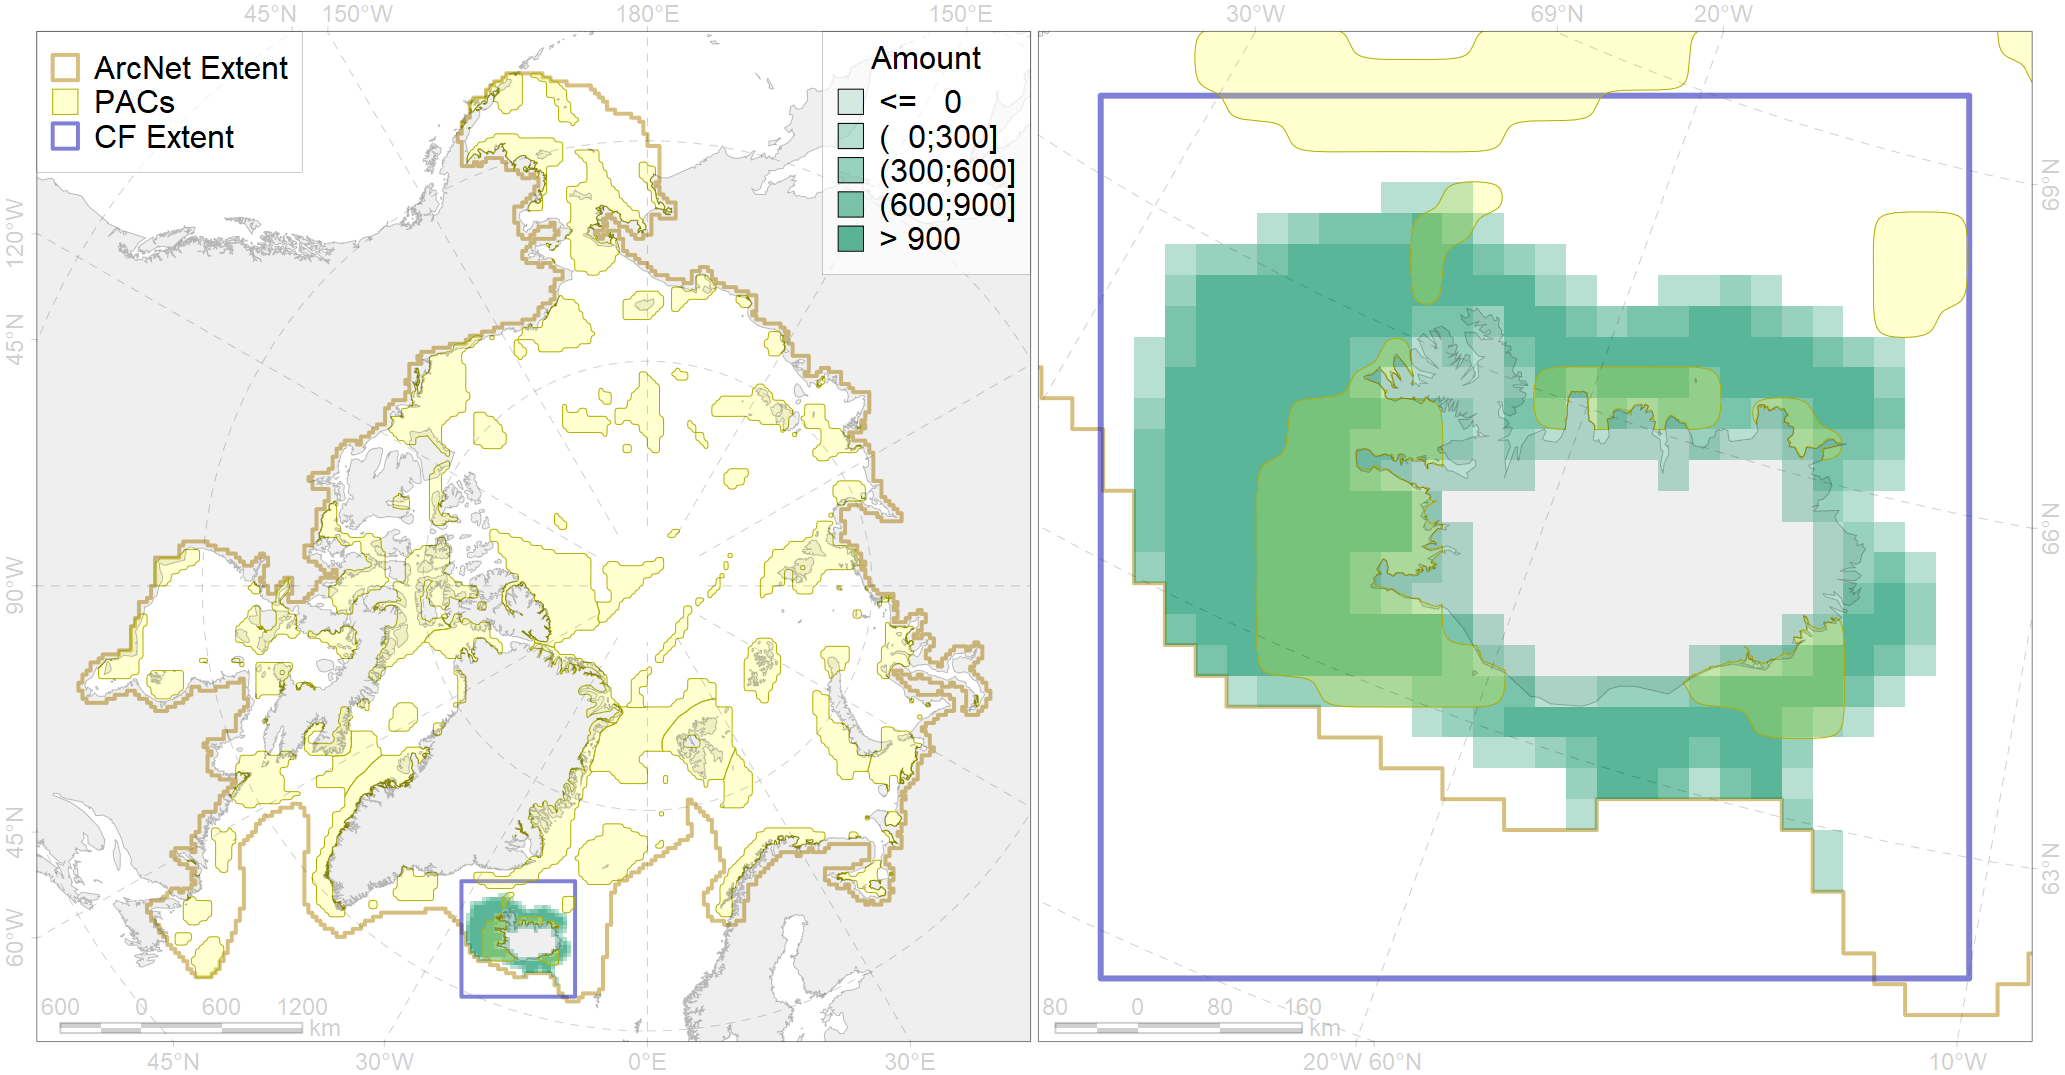 45°N 150°W 180°E 150°E
30°W 69°N 20°W
ArcNet Extent
PACs
CF Extent
Amount
<= 0
( 0;300]
(300;600]
(600;900]
> 900
120°W
45°N
90°W
45°N
60°W
69°N
66°N
63°N
600 0 600 1200
km
80 0 80 160
km
45°N 30°W 0°E 30°E
20°W 60°N 10°W